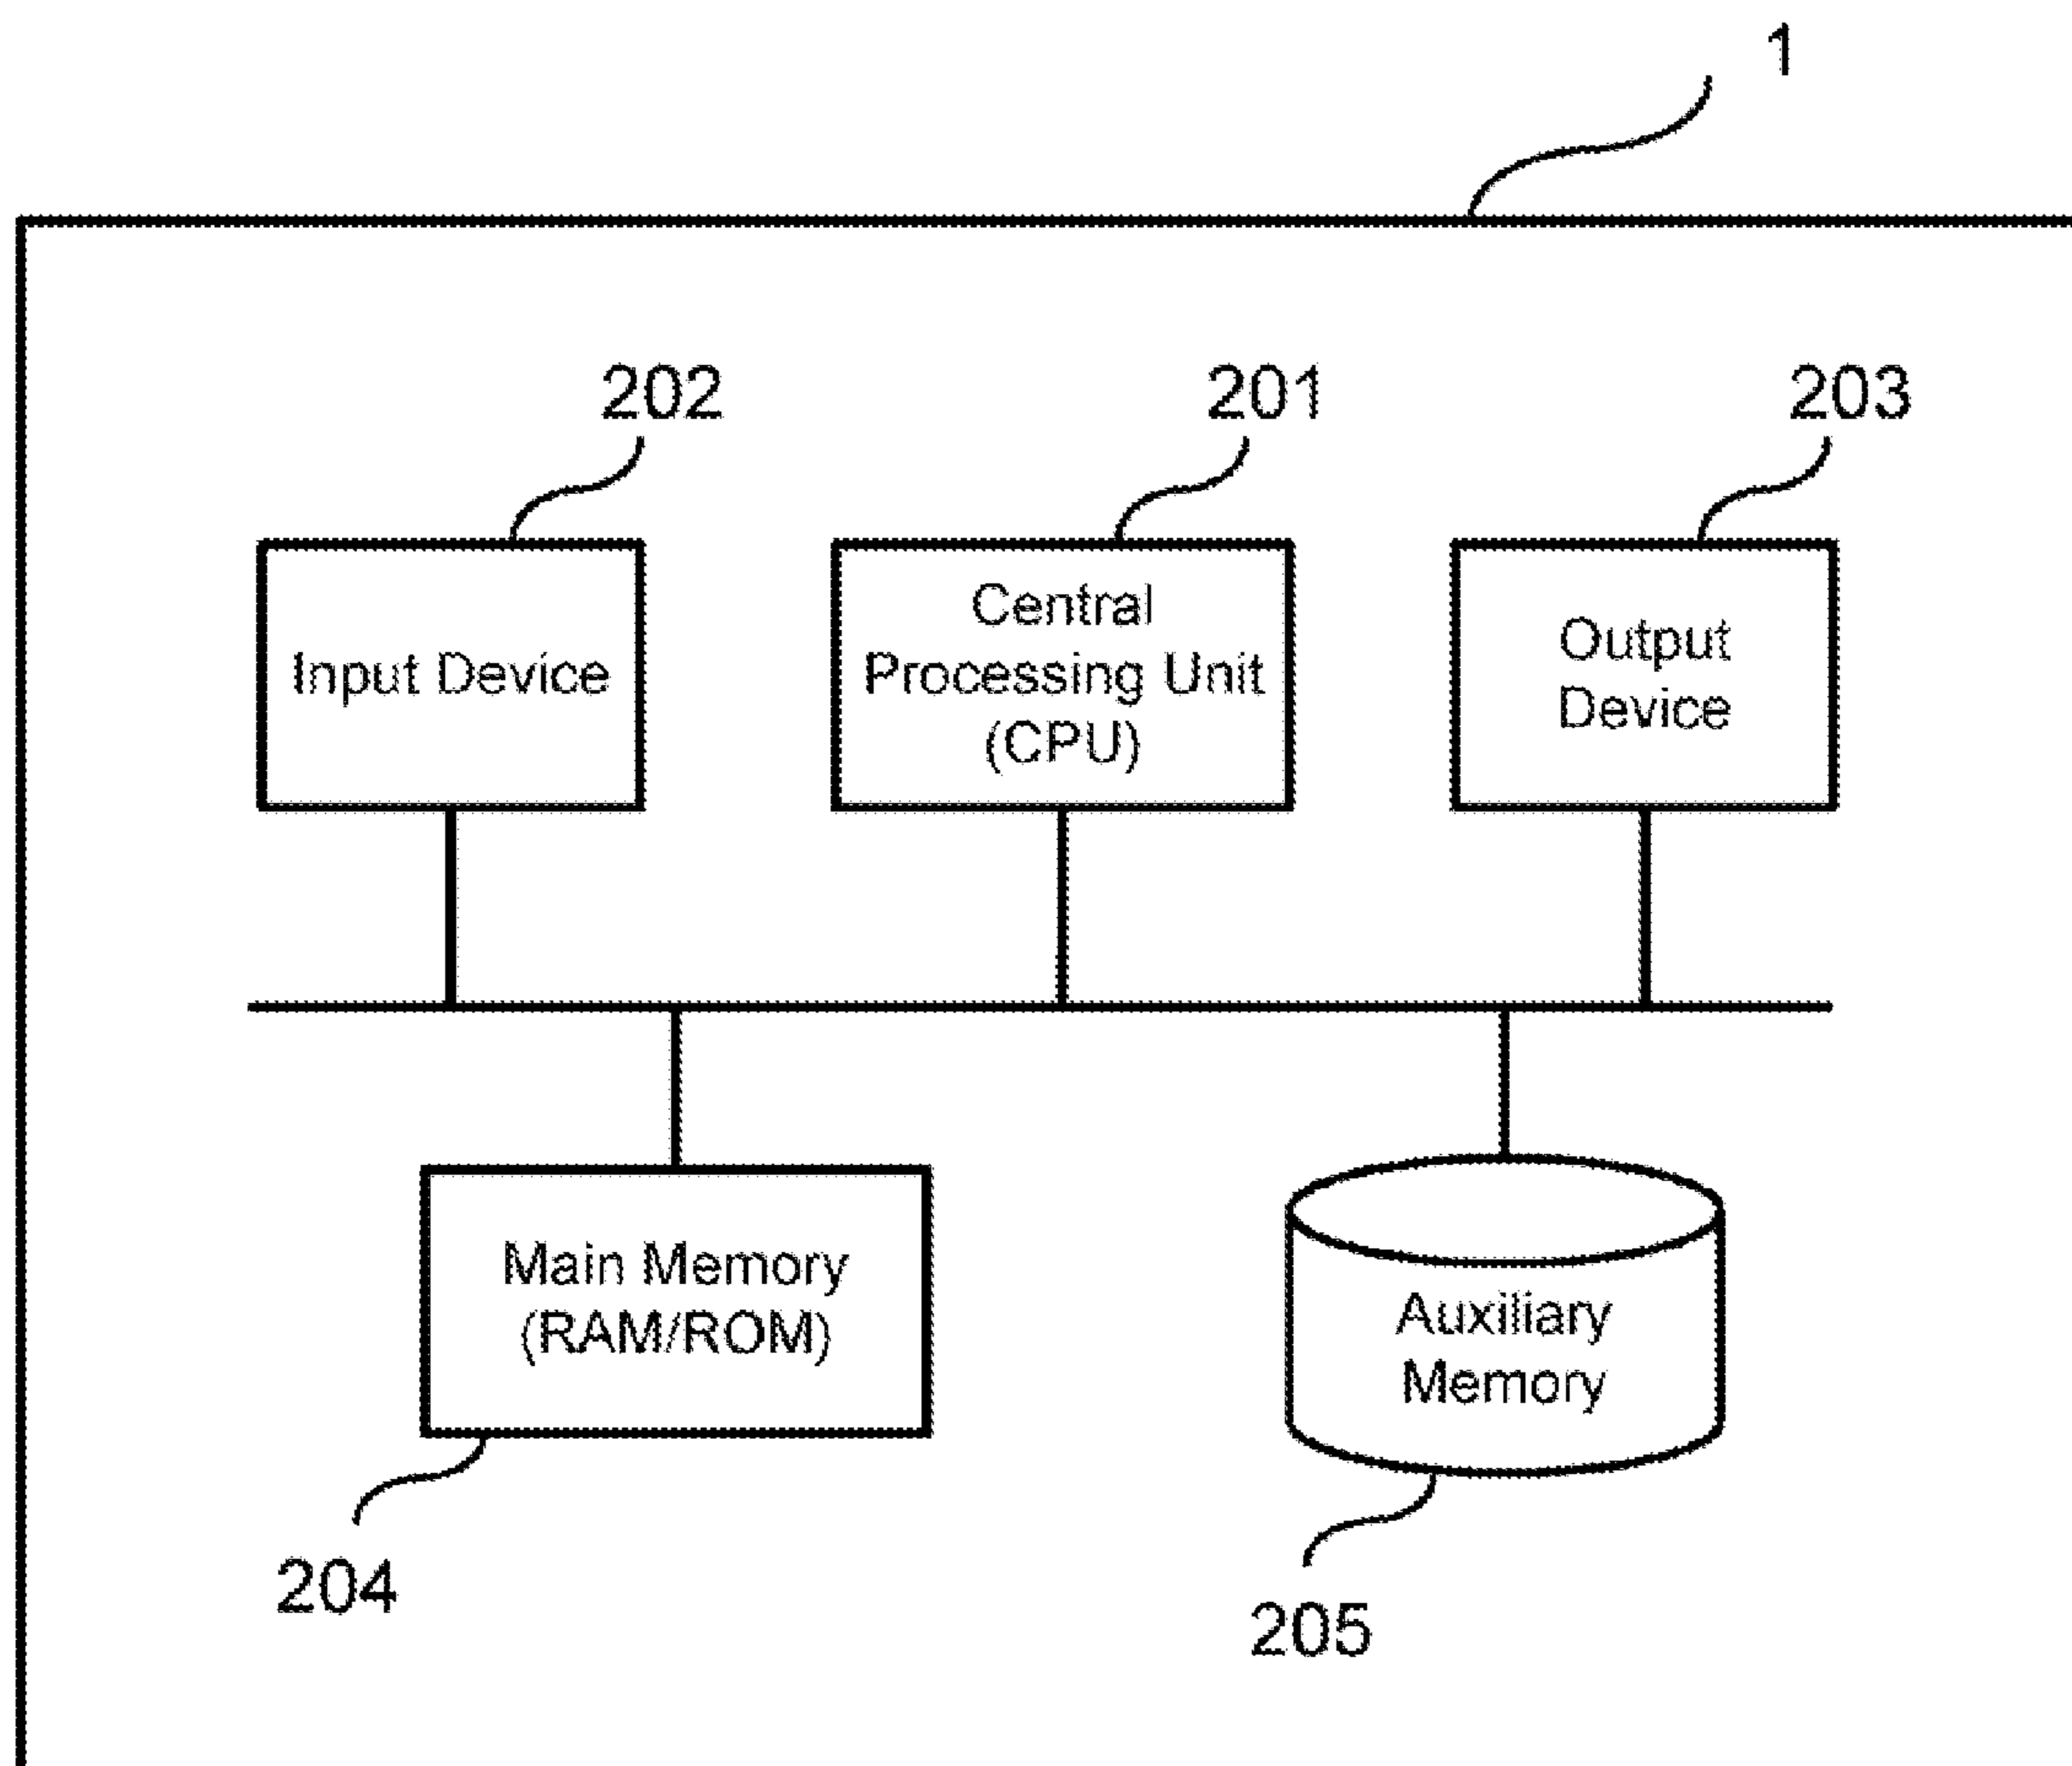 1
202
201
203
Input Device
Central
Processing Unit
(CPU)
Output
Device
Main Memory
(RAM/ROM)
Auxiliary
Memory
204
205